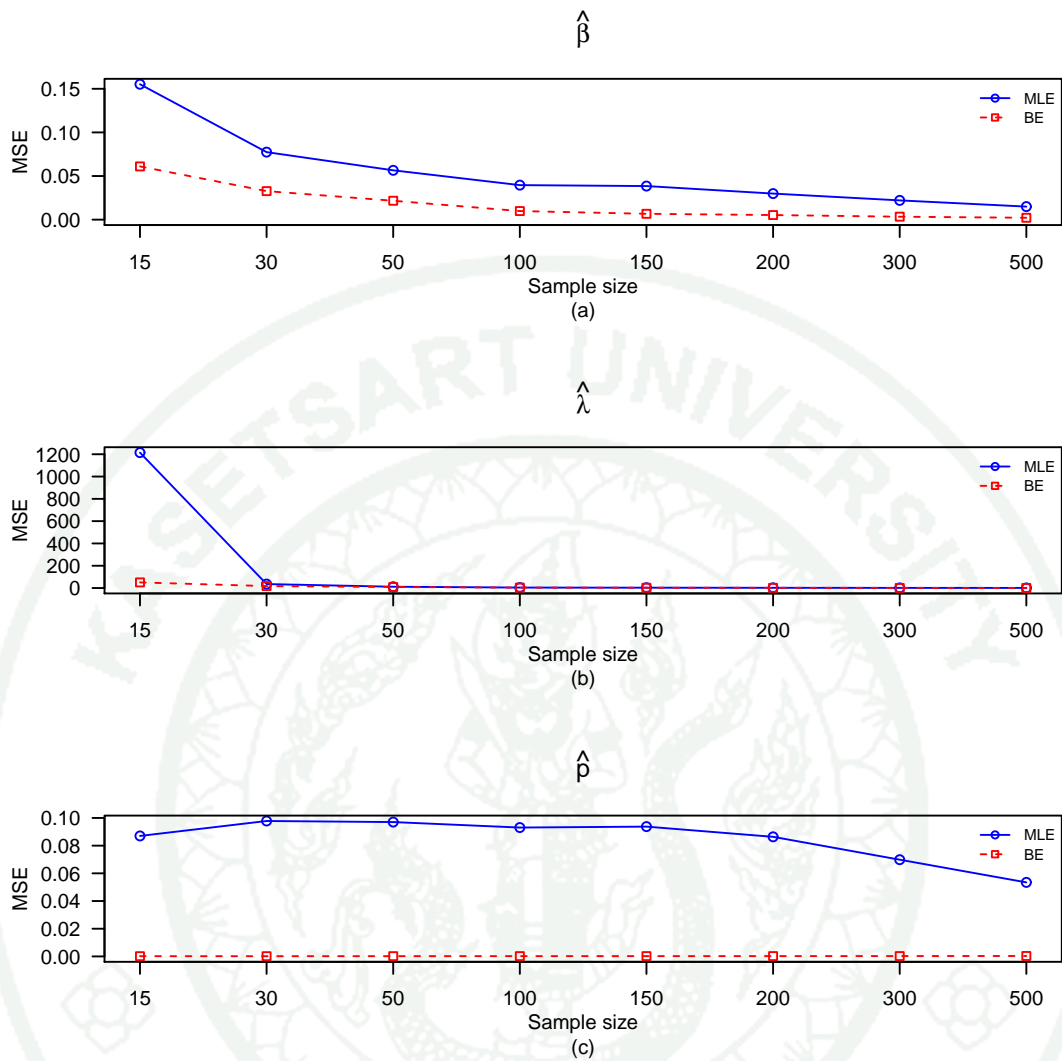 β̂
MSE
0.15
0.10
0.05
0.00
MLE
BE
15 30 50 100 150 200 300 500
Sample size
(a)
KASETSART UNIVERSITY
λ̂
MSE
1200
1000
800
600
400
200
0
MLE
BE
15 30 50 100 150 200 300 500
Sample size
(b)
p̂
MSE
0.10
0.08
0.06
0.04
0.02
0.00
MLE
BE
15 30 50 100 150 200 300 500
Sample size
(c)